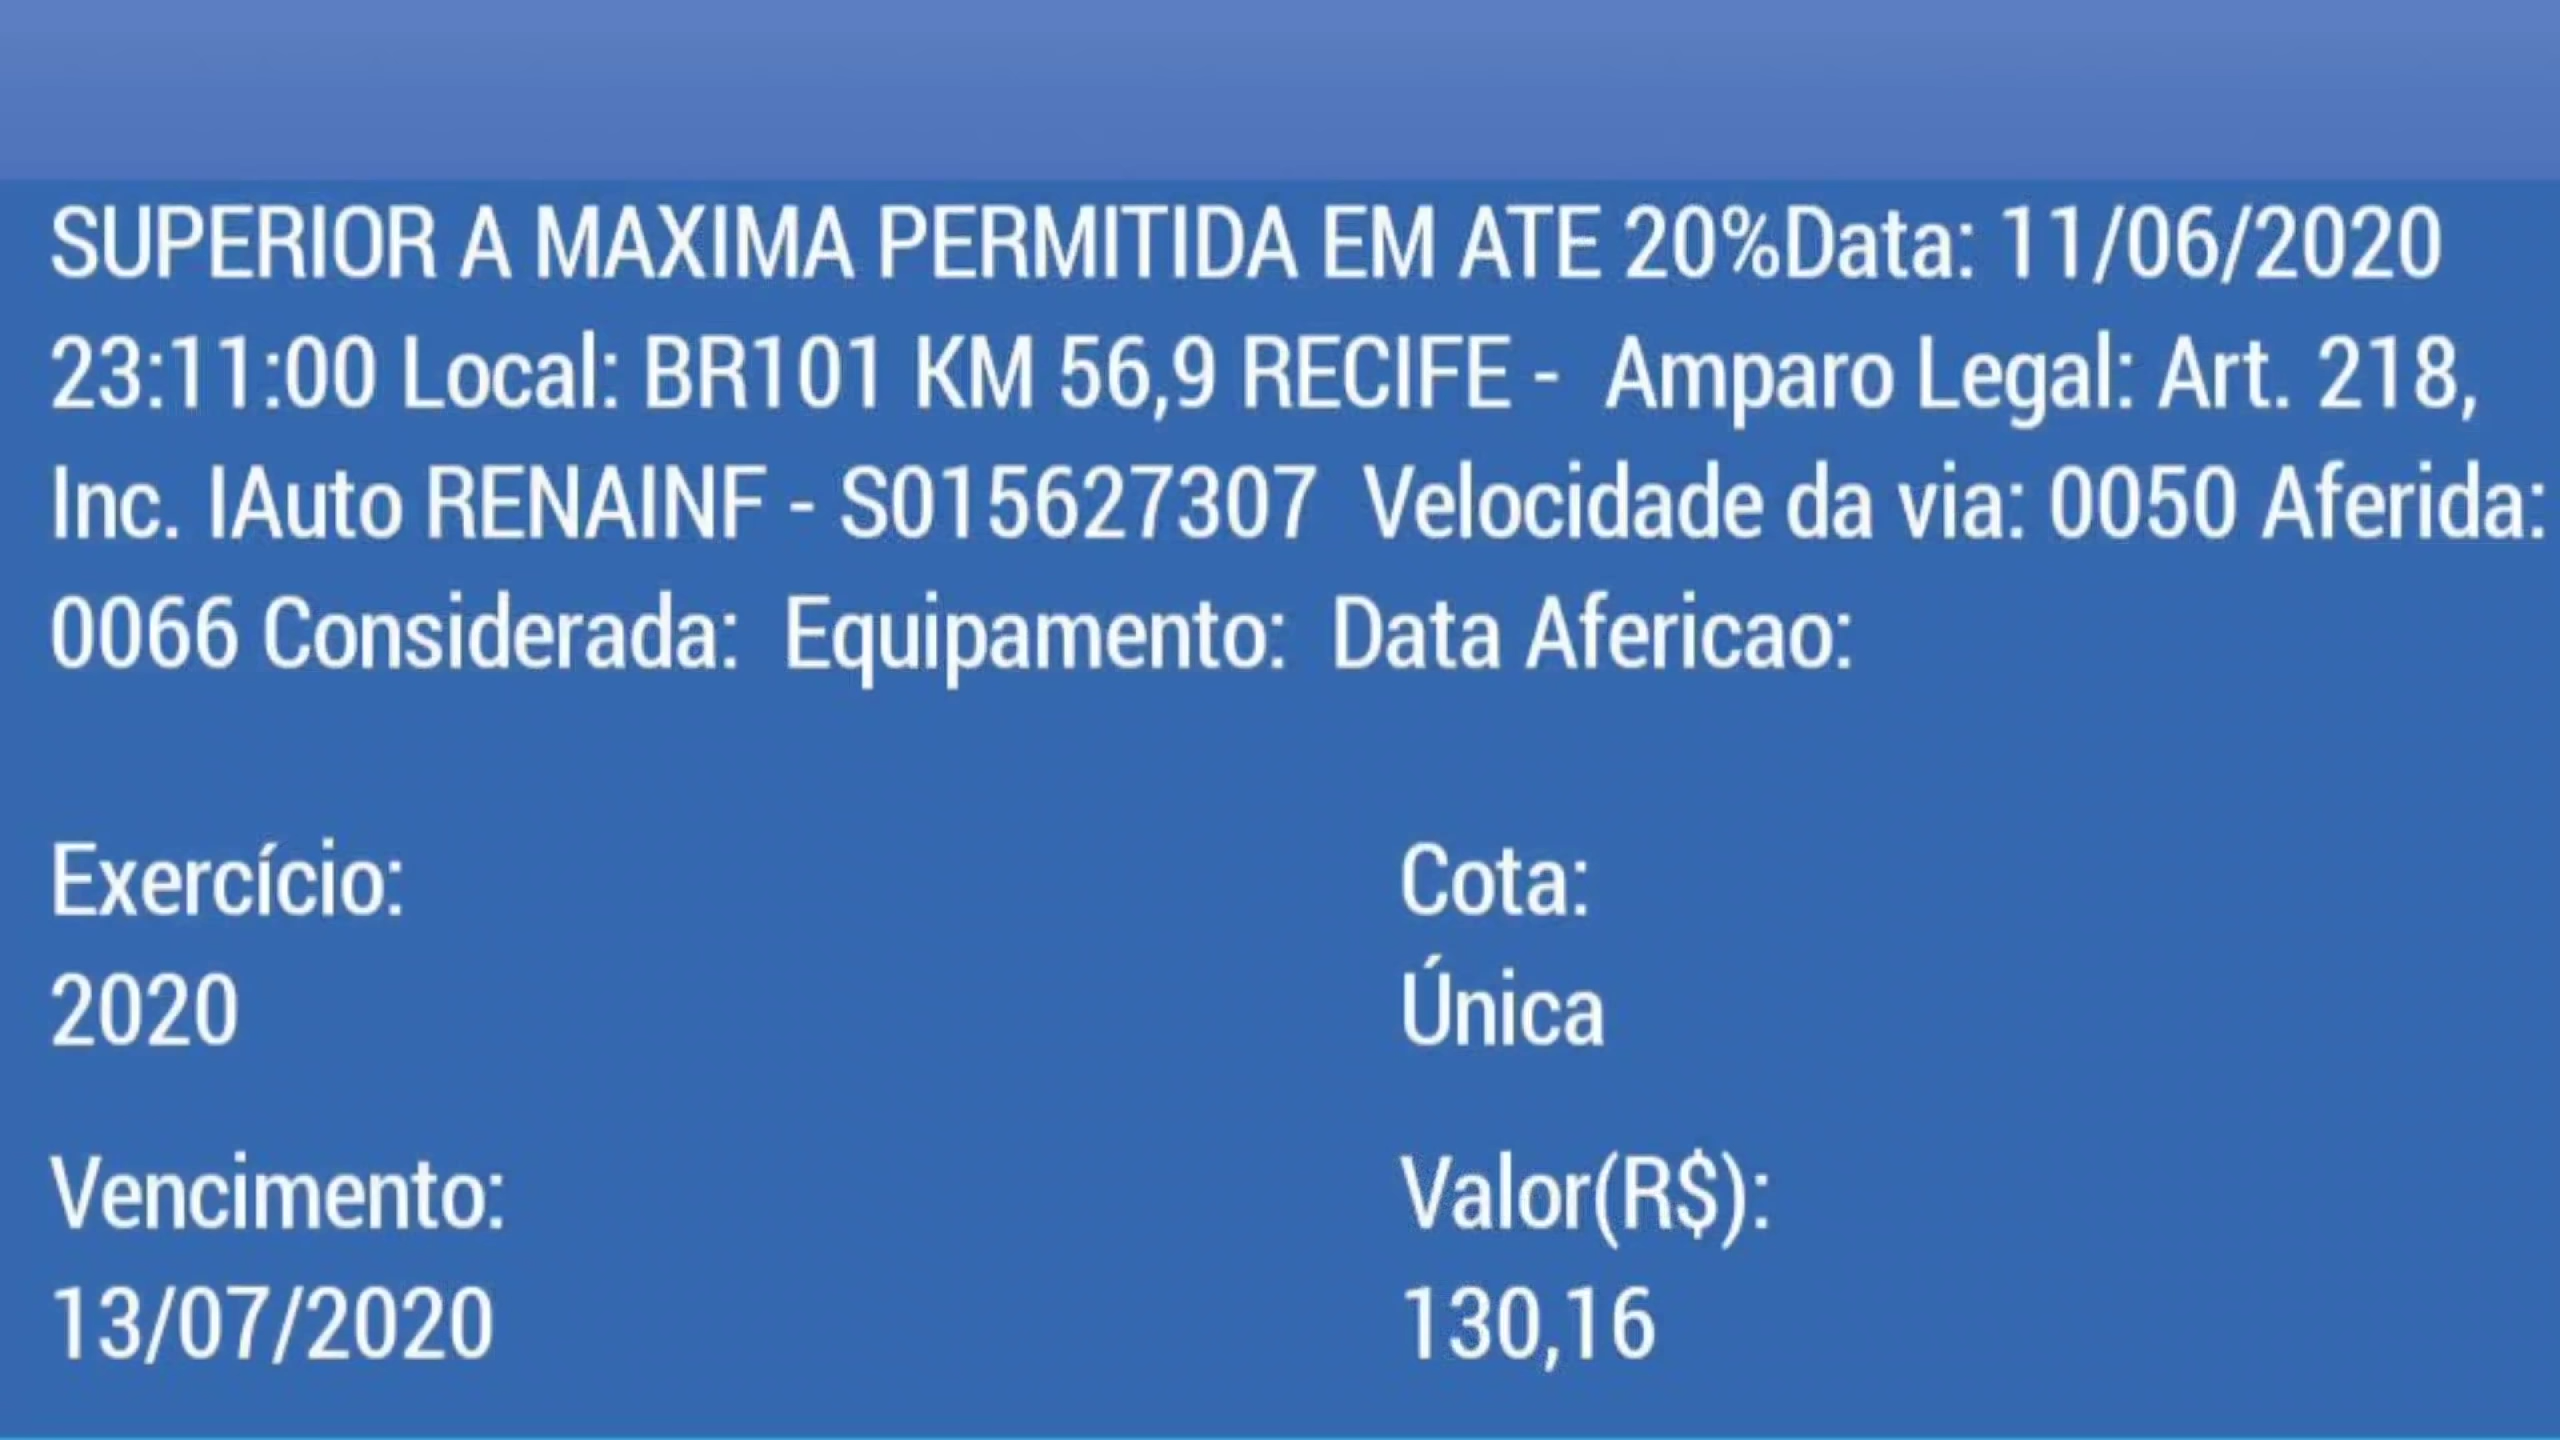 SUPERIOR A MAXIMA PERMITIDA EM ATE 20%Data: 11/06/2020
23:11:00 Local: BR101 KM 56,9 RECIFE -  Amparo Legal: Art. 218,
Inc. IAuto RENAINF - S015627307  Velocidade da via: 0050 Aferida:
0066 Considerada:  Equipamento:  Data Afericao:
Exercício:
2020
Cota:
Única
Vencimento:
13/07/2020
Valor(R$):
130,16